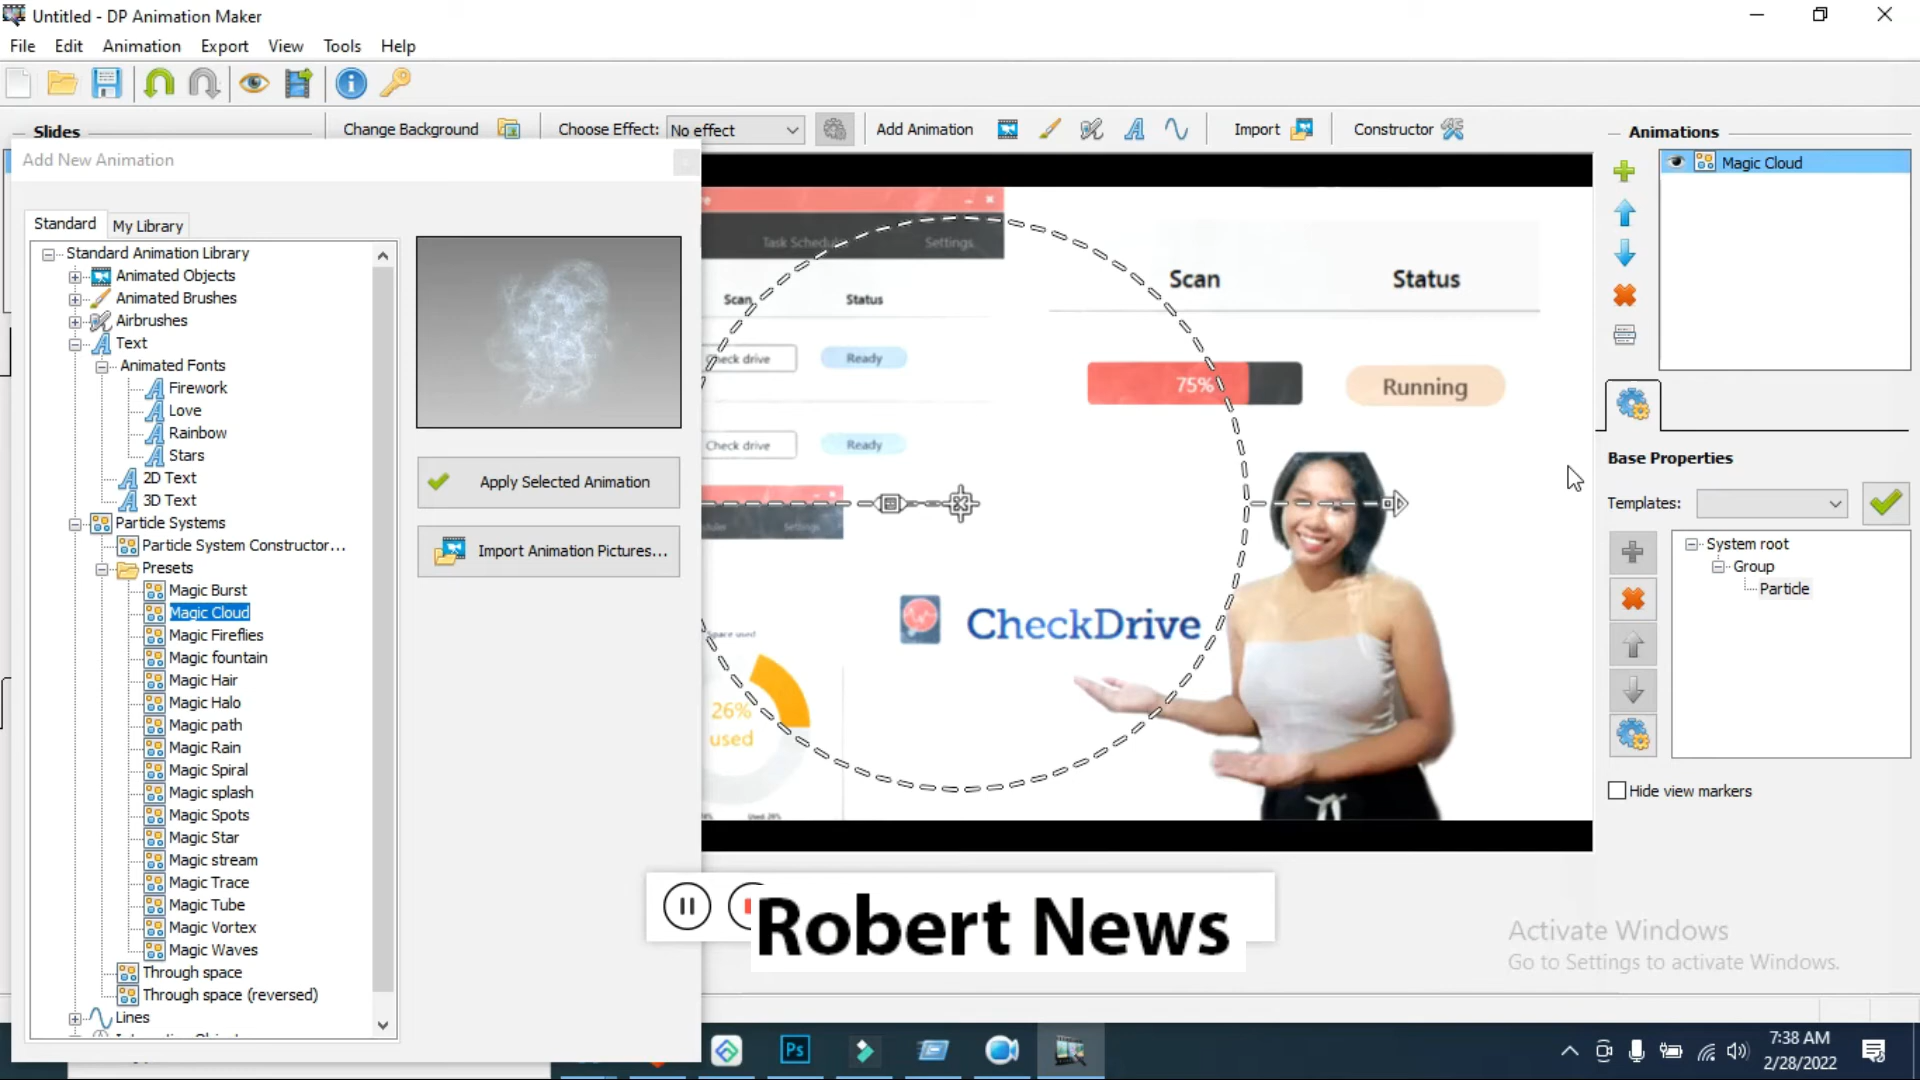 Untitled - DP Animation Maker
File Edit Animation Export View Tools Help
Slides
Change Background
Choose Effect: No effect
Add Animation
Import
Constructor
Animations
Add New Animation
Magic Cloud
Standard My Library
Standard Animation Library
Animated Objects
Animated Brushes
Airbrushes
Text
Animated Fonts
Firework
Love
Rainbow
Stars
2D Text
3D Text
Particle Systems
Particle System Constructor...
Presets
Magic Burst
Magic Cloud
Magic Fireflies
Magic fountain
Magic Hair
Magic Halo
Magic path
Magic Rain
Magic Spiral
Magic splash
Magic Spots
Magic Star
Magic stream
Magic Trace
Magic Tube
Magic Vortex
Magic Waves
Through space
Through space (reversed)
Lines
Apply Selected Animation
Import Animation Pictures...
Settings
Scan Status
Check drive Ready
Check drive Ready
Settings
Space used
26%
used
Scan Status
75% Running
CheckDrive
Base Properties
Templates:
System root
Group
Particle
Hide view markers
Robert News
Activate Windows
Go to Settings to activate Windows.
Ps
7:38 AM
2/28/2022